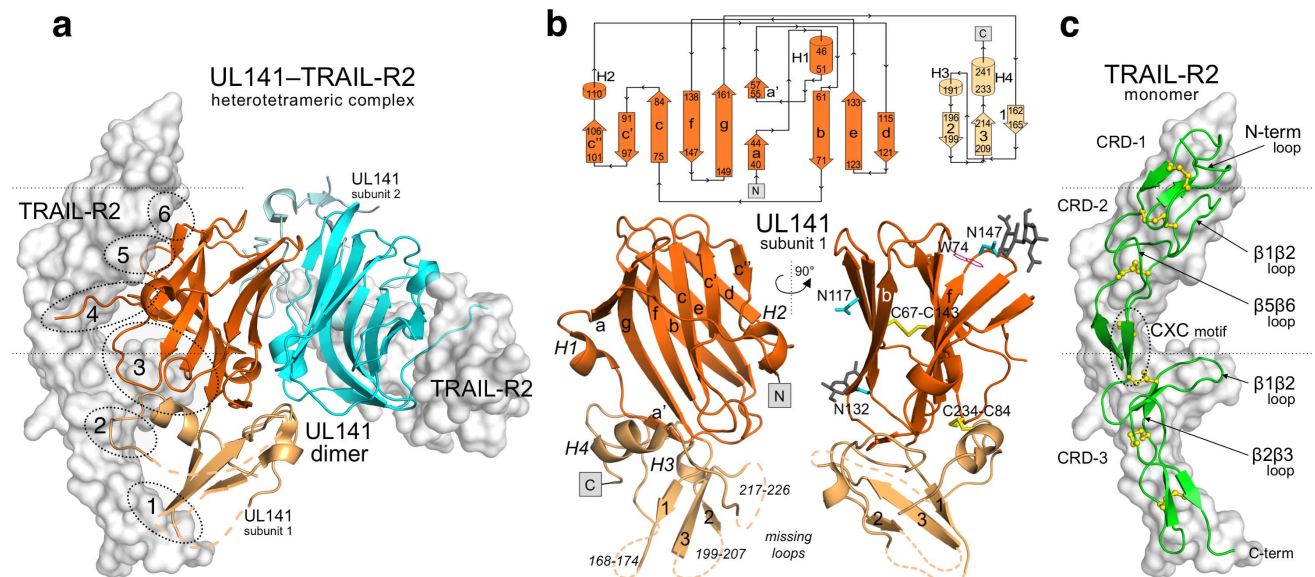 a
UL141–TRAIL-R2
heterotetrameric complex
TRAIL-R2
6
5
4
3
2
1
UL141
subunit 2
TRAIL-R2
UL141
dimer
UL141
subunit 1
b
H2
110
106
c''
101
91
c'
97
84
c
75
138
f
147
161
g
149
57
55
a'
44
a
40
N
H1
46
51
61
b
71
133
e
123
115
d
121
C
H3
191
241
H4
233
196
2
199
214
3
209
1
162
165
UL141
subunit 1
90°
a
g
f
b
c
e
c'
d
c''
H2
H1
N
a'
H4
H3
C
1
3
2
217-226
168-174
199-207
missing
loops
N147
W74
N117
b
f
C67-C143
N132
C234-C84
2
3
1
c
TRAIL-R2
monomer
CRD-1
N-term
loop
CRD-2
β1β2
loop
β5β6
loop
CXC motif
β1β2
loop
CRD-3
β2β3
loop
C-term